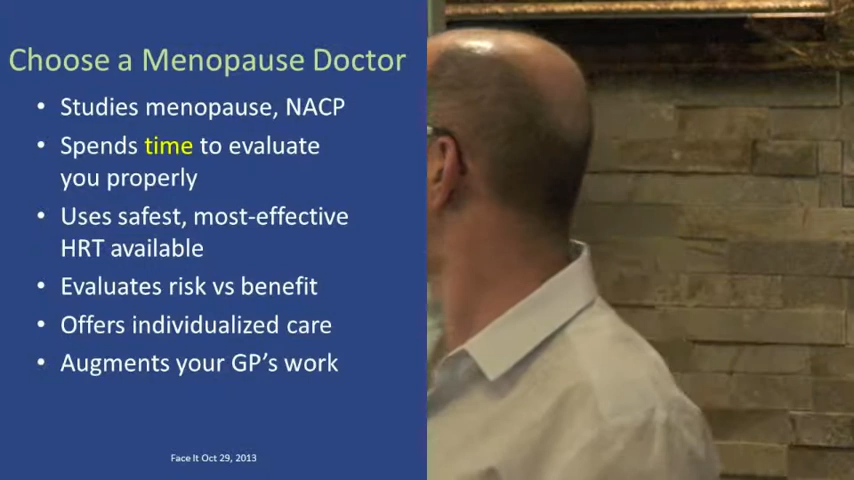 Choose a Menopause Doctor
• Studies menopause, NACP
• Spends time to evaluate
you properly
• Uses safest, most-effective
HRT available
• Evaluates risk vs benefit
• Offers individualized care
• Augments your GP's work
Face It Oct 29, 2013